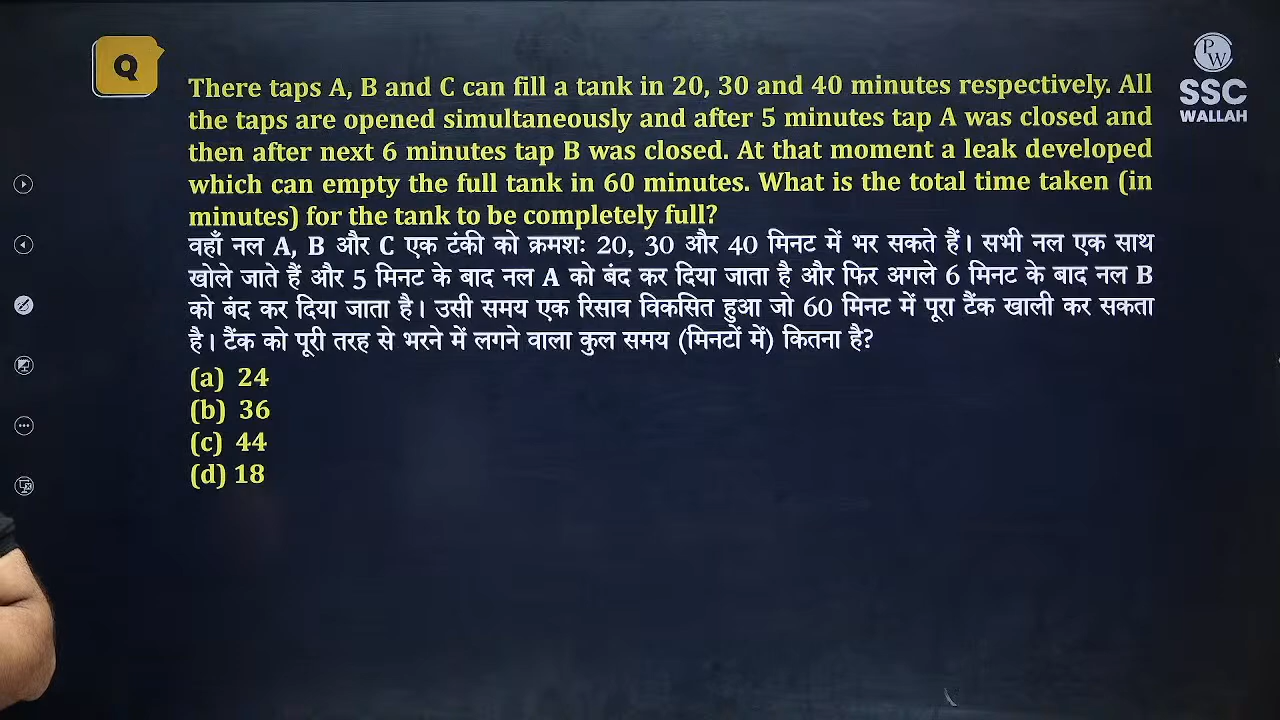 Q
There taps A, B and C can fill a tank in 20, 30 and 40 minutes respectively. All
the taps are opened simultaneously and after 5 minutes tap A was closed and
then after next 6 minutes tap B was closed. At that moment a leak developed
which can empty the full tank in 60 minutes. What is the total time taken (in
minutes) for the tank to be completely full?
वहाँ नल A, B और C एक टंकी को क्रमशः 20, 30 और 40 मिनट में भर सकते हैं। सभी नल एक साथ
खोले जाते हैं और 5 मिनट के बाद नल A को बंद कर दिया जाता है और फिर अगले 6 मिनट के बाद नल B
को बंद कर दिया जाता है। उसी समय एक रिसाव विकसित हुआ जो 60 मिनट में पूरा टैंक खाली कर सकता
है। टैंक को पूरी तरह से भरने में लगने वाला कुल समय (मिनटों में) कितना है?
(a) 24
(b) 36
(c) 44
(d) 18
PW
SSC
WALLAH